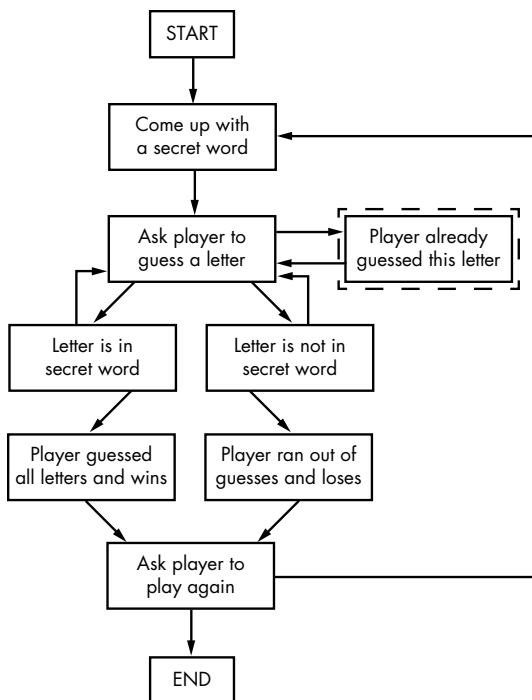 START
Come up with
a secret word
Ask player to
guess a letter
Player already
guessed this letter
Letter is in
secret word
Letter is not in
secret word
Player guessed
all letters and wins
Player ran out of
guesses and loses
Ask player to
play again
END